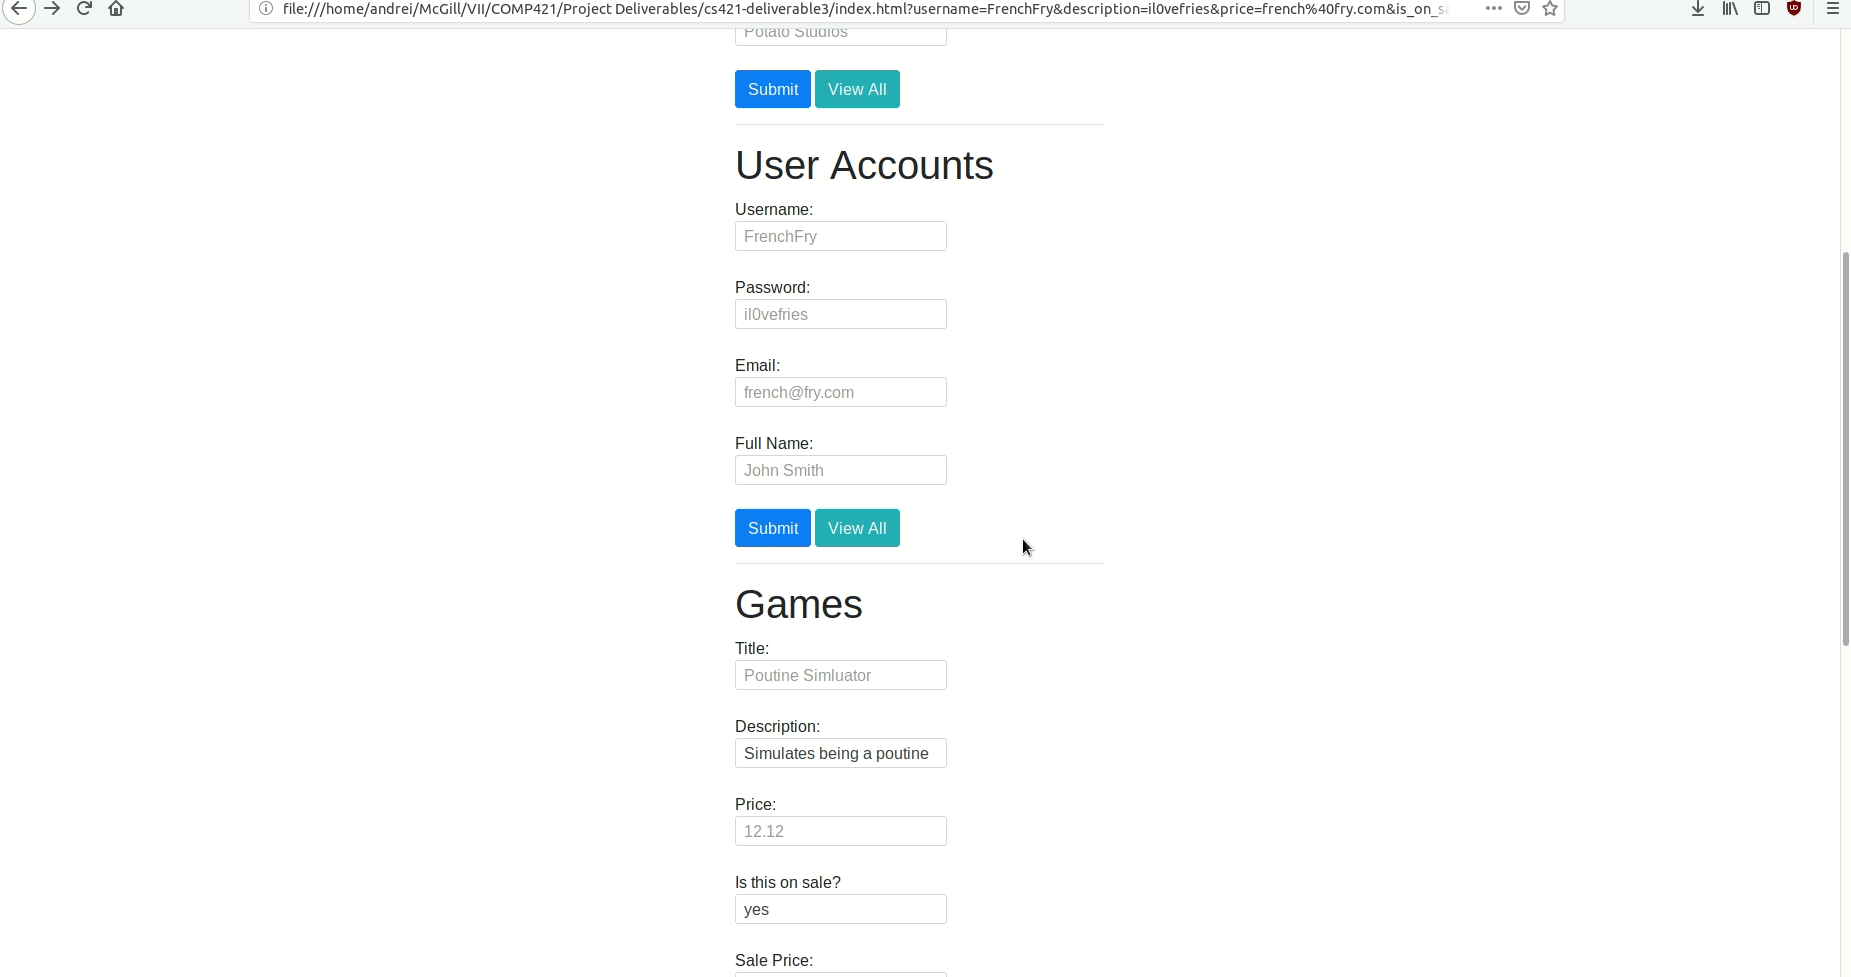 file:///home/andrei/McGill/VII/COMP421/Project Deliverables/cs421-deliverable3/index.html?username=FrenchFry&description=il0vefries&price=french%40fry.com&is_on_sa
Potato Studios
Submit View All
User Accounts
Username:
FrenchFry
Password:
il0vefries
Email:
french@fry.com
Full Name:
John Smith
Submit View All
Games
Title:
Poutine Simluator
Description:
Simulates being a poutine
Price:
12.12
Is this on sale?
yes
Sale Price: